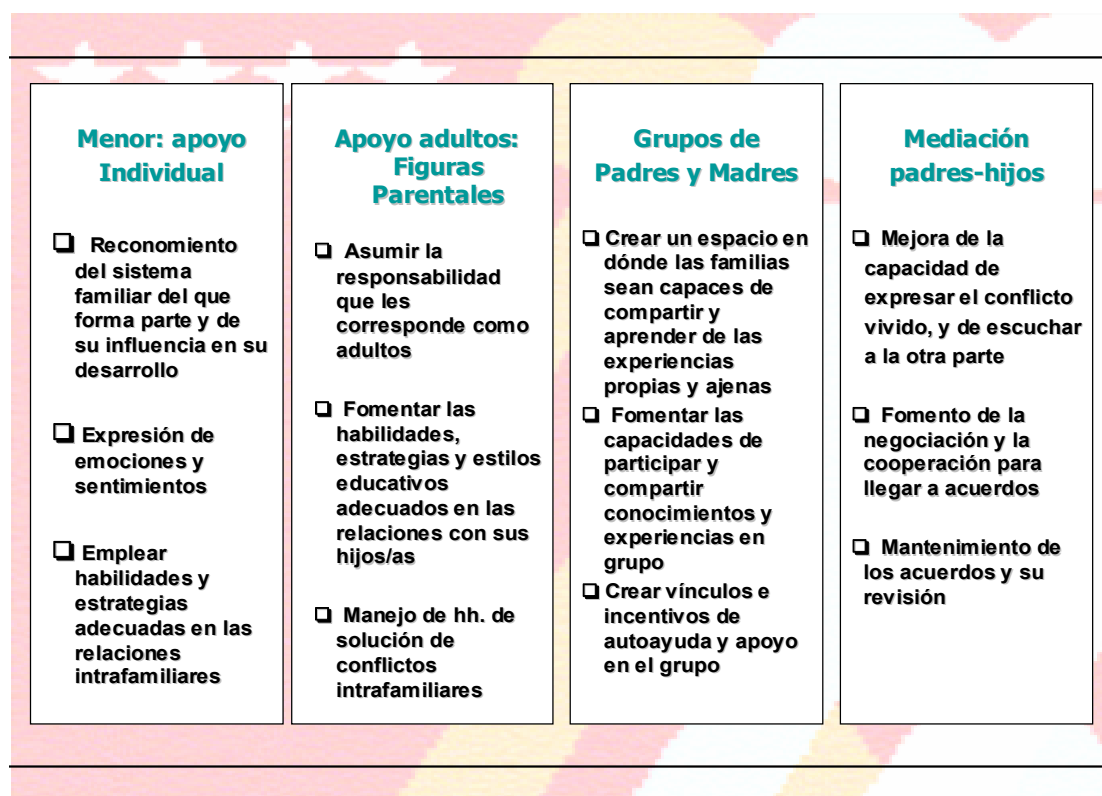 Menor: apoyo
Individual
❑ Reconomiento
del sistema
familiar del que
forma parte y de
su influencia en su
desarrollo
❑ Expresión de
emociones y
sentimientos
❑ Emplear
habilidades y
estrategias
adecuadas en las
relaciones
intrafamiliares
Apoyo adultos:
Figuras
Parentales
❑ Asumir la
responsabilidad
que les
corresponde como
adultos
❑ Fomentar las
habilidades,
estrategias y estilos
educativos
adecuados en las
relaciones con sus
hijos/as
❑ Manejo de hh. de
solución de
conflictos
intrafamiliares
Grupos de
Padres y Madres
❑ Crear un espacio en
dónde las familias
sean capaces de
compartir y
aprender de las
experiencias
propias y ajenas
❑ Fomentar las
capacidades de
participar y
compartir
conocimientos y
experiencias en
grupo
❑ Crear vínculos e
incentivos de
autoayuda y apoyo
en el grupo
Mediación
padres-hijos
❑ Mejora de la
capacidad de
expresar el conflicto
vivido, y de escuchar
a la otra parte
❑ Fomento de la
negociación y la
cooperación para
llegar a acuerdos
❑ Mantenimiento de
los acuerdos y su
revisión